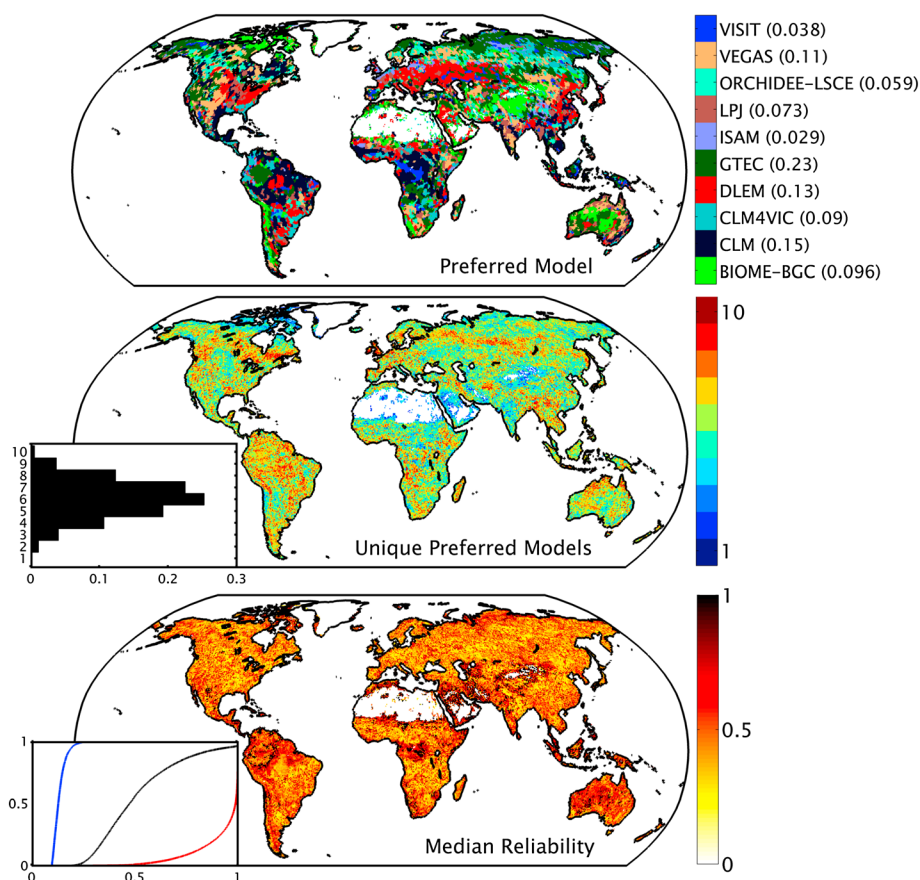 VISIT (0.038)
VEGAS (0.11)
ORCHIDEE-LSCE (0.059)
LPJ (0.073)
ISAM (0.029)
GTEC (0.23)
DLEM (0.13)
CLM4VIC (0.09)
CLM (0.15)
BIOME-BGC (0.096)
Preferred Model
10
1
10
9
8
7
6
5
4
3
2
1
0 0.1 0.2 0.3
Unique Preferred Models
1
0.5
0
1
0.5
0
0.5 1
Median Reliability